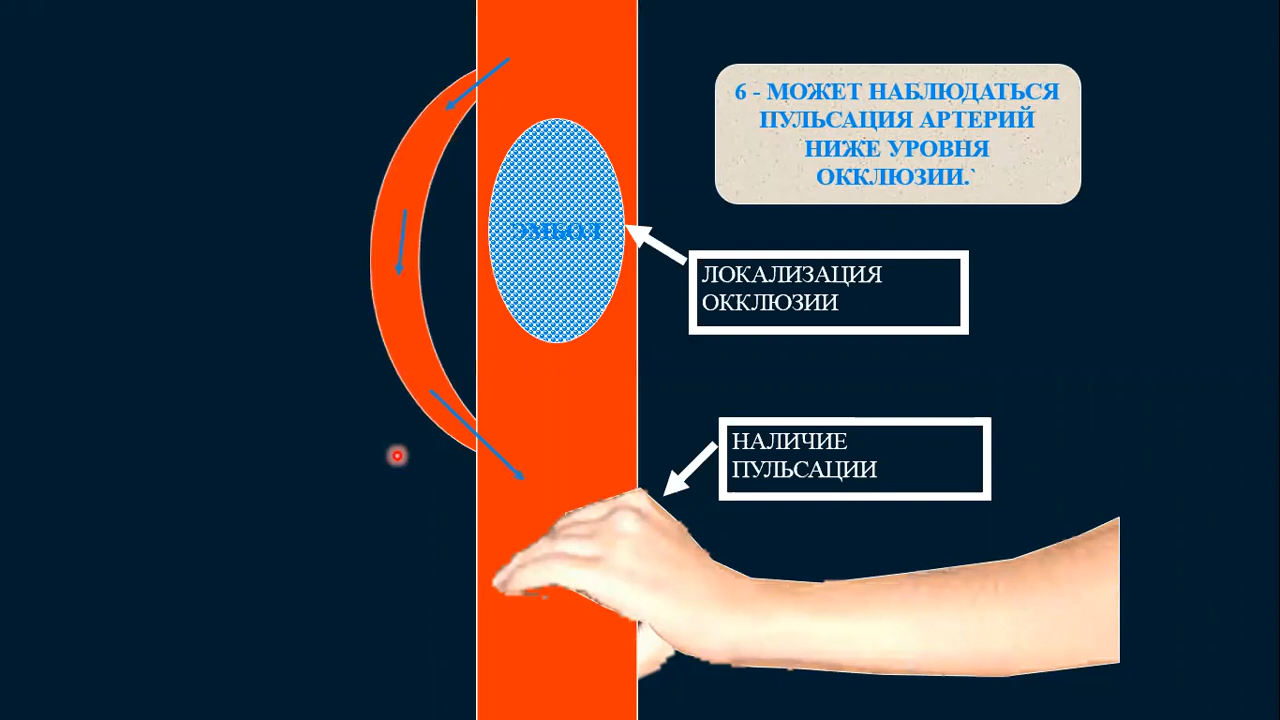 6 - МОЖЕТ НАБЛЮДАТЬСЯ
ПУЛЬСАЦИЯ АРТЕРИЙ
НИЖЕ УРОВНЯ
ОККЛЮЗИИ.`
ЭМБОЛ
ЛОКАЛИЗАЦИЯ
ОККЛЮЗИИ
НАЛИЧИЕ
ПУЛЬСАЦИИ